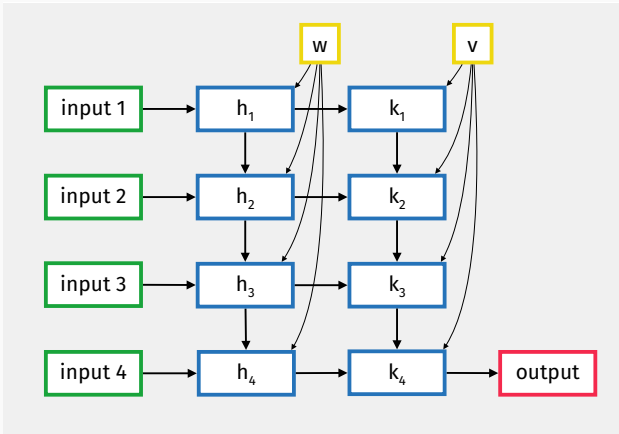 w v
input 1 h₁ k₁
input 2 h₂ k₂
input 3 h₃ k₃
input 4 h₄ k₄ output